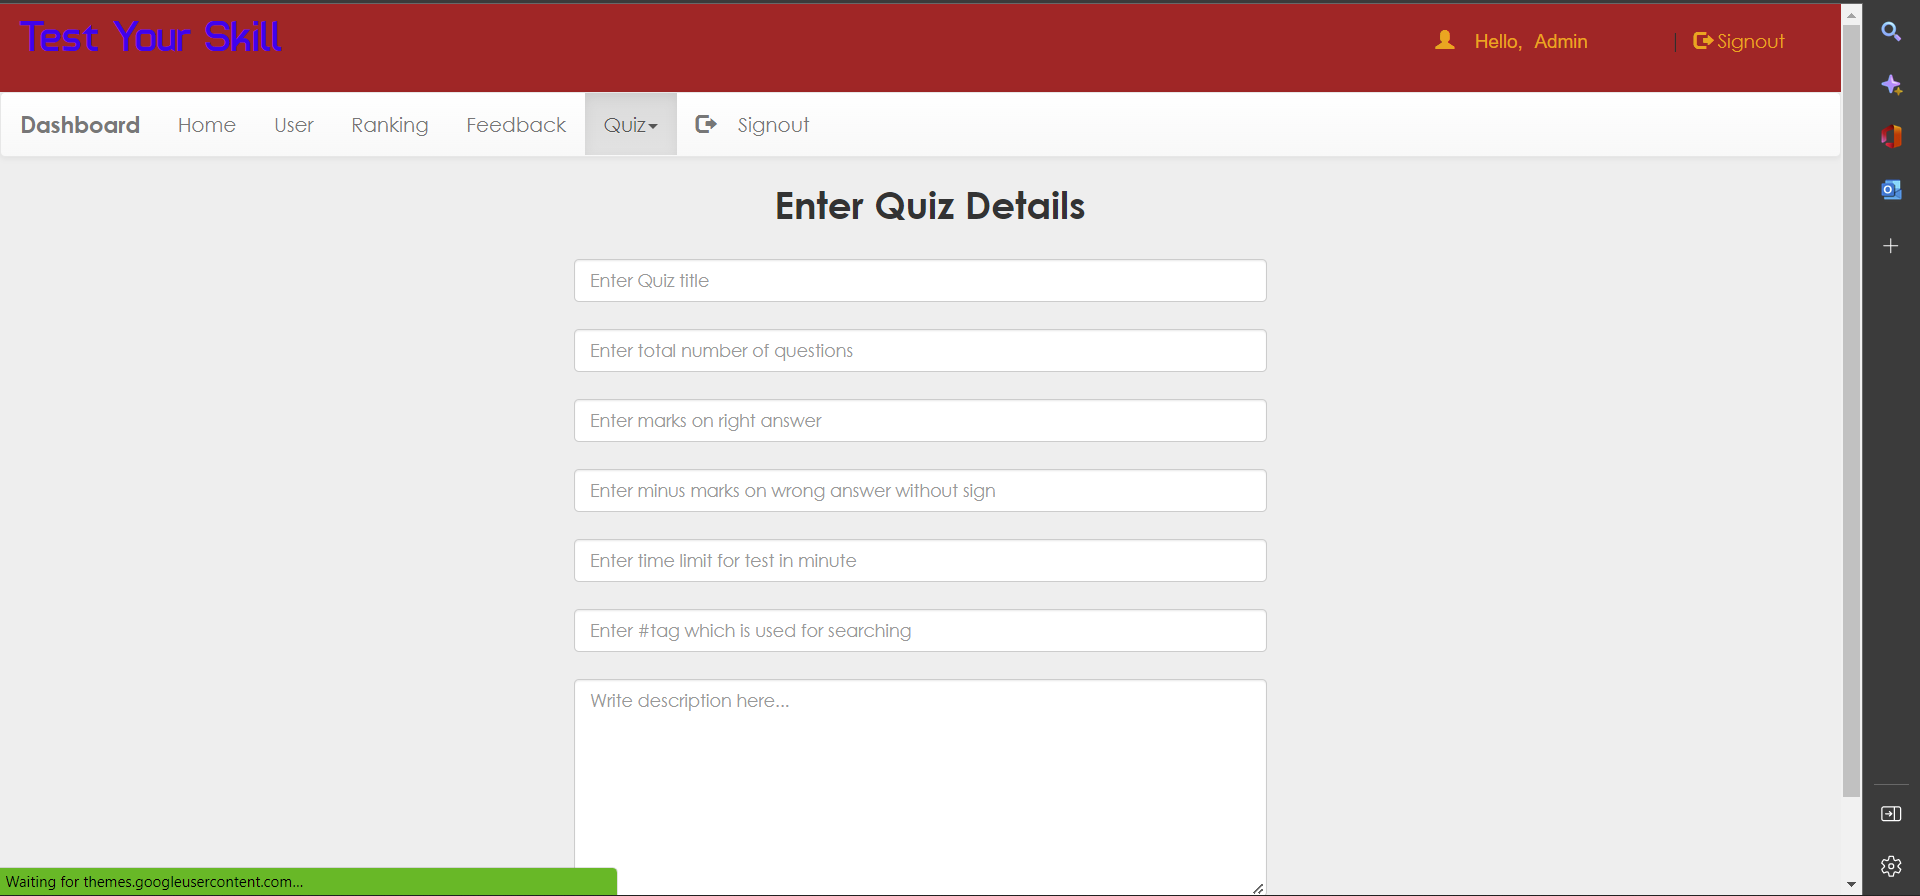 Test Your Skill
Hello, Admin
| Signout
Dashboard Home User Ranking Feedback Quiz Signout
Enter Quiz Details
Enter Quiz title
Enter total number of questions
Enter marks on right answer
Enter minus marks on wrong answer without sign
Enter time limit for test in minute
Enter #tag which is used for searching
Write description here...
Waiting for themes.googleusercontent.com...